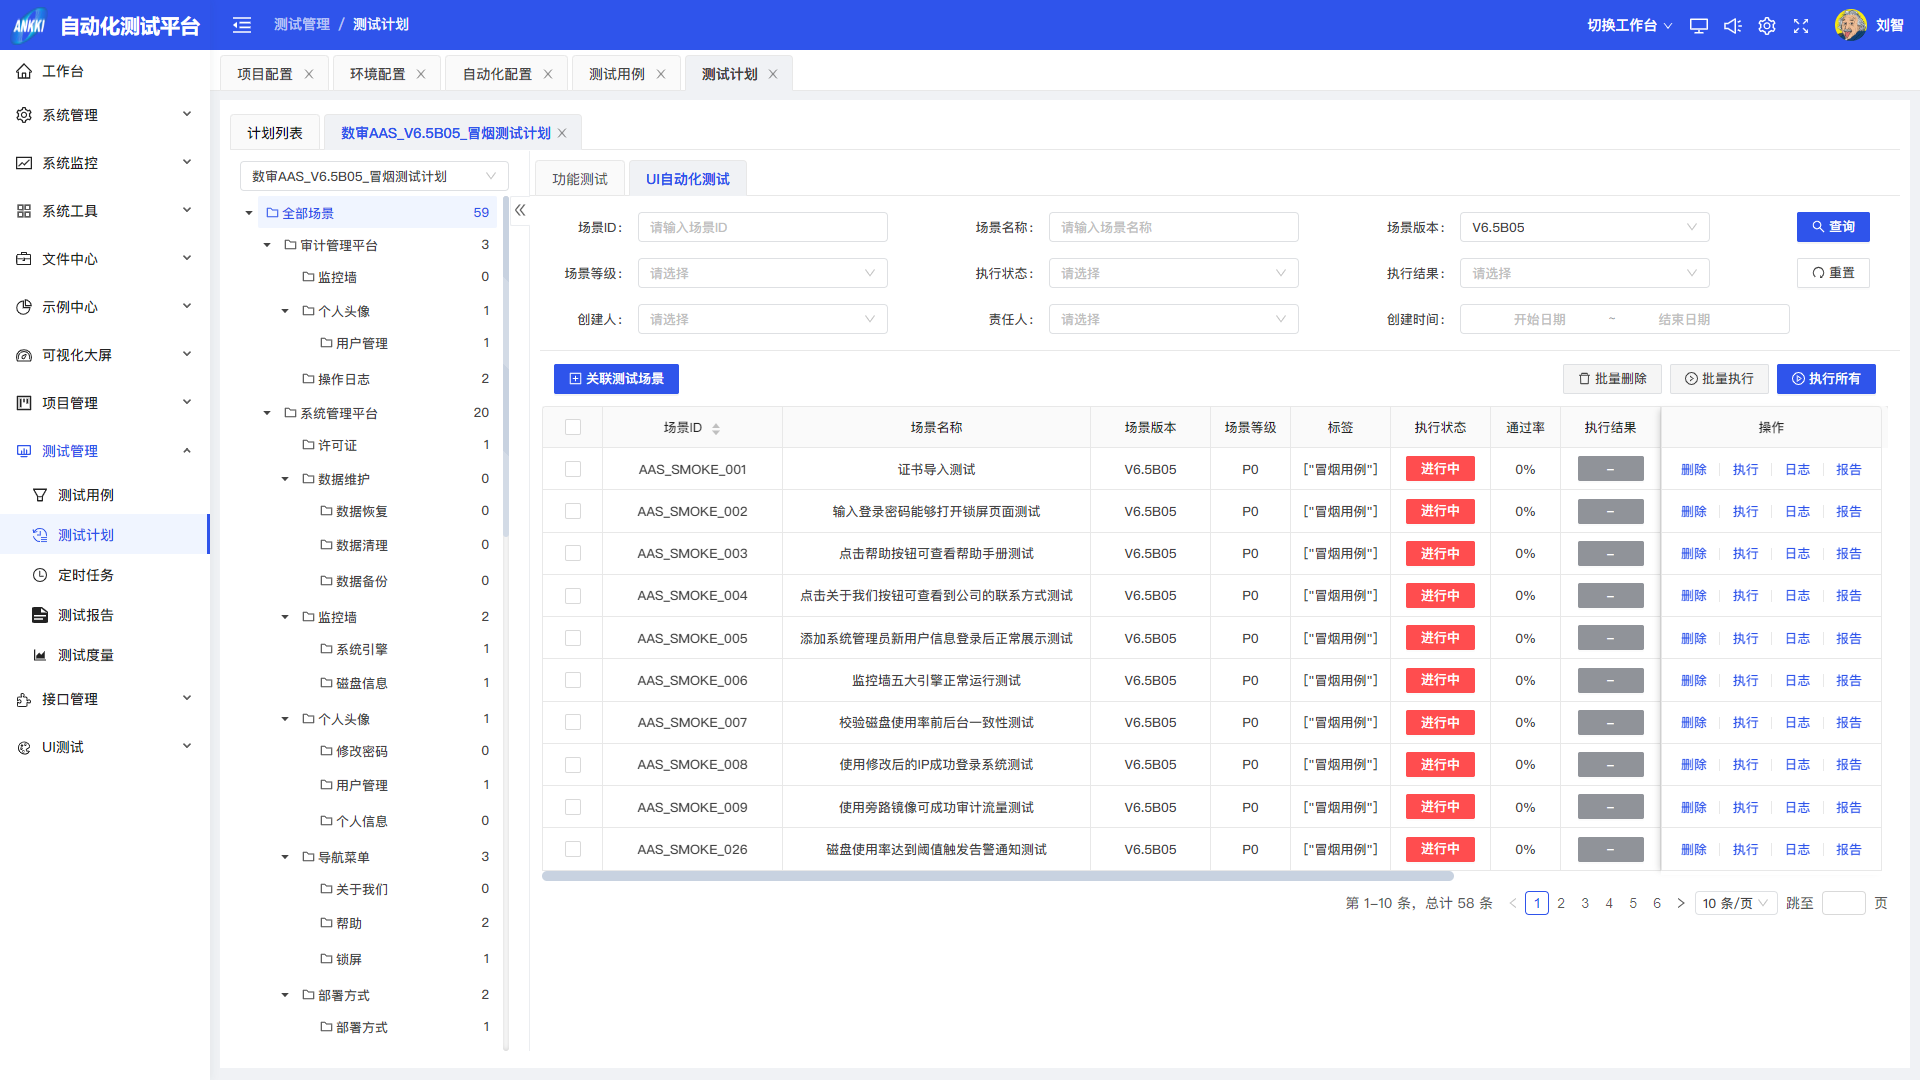 ANKKI 自动化测试平台
测试管理 / 测试计划
切换工作台
刘智
工作台
系统管理
系统监控
系统工具
文件中心
示例中心
可视化大屏
项目管理
测试管理
测试用例
测试计划
定时任务
测试报告
测试度量
接口管理
UI测试
项目配置
环境配置
自动化配置
测试用例
测试计划
计划列表
数审AAS_V6.5B05_冒烟测试计划
数审AAS_V6.5B05_冒烟测试计划
全部场景 59
审计管理平台 3
监控墙 0
个人头像 1
用户管理 1
操作日志 2
系统管理平台 20
许可证 1
数据维护 0
数据恢复 0
数据清理 0
数据备份 0
监控墙 2
系统引擎 1
磁盘信息 1
个人头像 1
修改密码 0
用户管理 1
个人信息 0
导航菜单 3
关于我们 0
帮助 2
锁屏 1
部署方式 2
部署方式 1
功能测试
UI自动化测试
场景ID： 请输入场景ID
场景名称： 请输入场景名称
场景版本： V6.5B05
查询
场景等级： 请选择
执行状态： 请选择
执行结果： 请选择
重置
创建人： 请选择
责任人： 请选择
创建时间： 开始日期 ~ 结束日期
关联测试场景
批量删除
批量执行
执行所有
场景ID 场景名称 场景版本 场景等级 标签 执行状态 通过率 执行结果 操作
AAS_SMOKE_001 证书导入测试 V6.5B05 P0 ["冒烟用例"] 进行中 0% – 删除 执行 日志 报告
AAS_SMOKE_002 输入登录密码能够打开锁屏页面测试 V6.5B05 P0 ["冒烟用例"] 进行中 0% – 删除 执行 日志 报告
AAS_SMOKE_003 点击帮助按钮可查看帮助手册测试 V6.5B05 P0 ["冒烟用例"] 进行中 0% – 删除 执行 日志 报告
AAS_SMOKE_004 点击关于我们按钮可查看到公司的联系方式测试 V6.5B05 P0 ["冒烟用例"] 进行中 0% – 删除 执行 日志 报告
AAS_SMOKE_005 添加系统管理员新用户信息登录后正常展示测试 V6.5B05 P0 ["冒烟用例"] 进行中 0% – 删除 执行 日志 报告
AAS_SMOKE_006 监控墙五大引擎正常运行测试 V6.5B05 P0 ["冒烟用例"] 进行中 0% – 删除 执行 日志 报告
AAS_SMOKE_007 校验磁盘使用率前后台一致性测试 V6.5B05 P0 ["冒烟用例"] 进行中 0% – 删除 执行 日志 报告
AAS_SMOKE_008 使用修改后的IP成功登录系统测试 V6.5B05 P0 ["冒烟用例"] 进行中 0% – 删除 执行 日志 报告
AAS_SMOKE_009 使用旁路镜像可成功审计流量测试 V6.5B05 P0 ["冒烟用例"] 进行中 0% – 删除 执行 日志 报告
AAS_SMOKE_026 磁盘使用率达到阈值触发告警通知测试 V6.5B05 P0 ["冒烟用例"] 进行中 0% – 删除 执行 日志 报告
第 1-10 条，总计 58 条 < 1 2 3 4 5 6 > 10 条/页 跳至 页